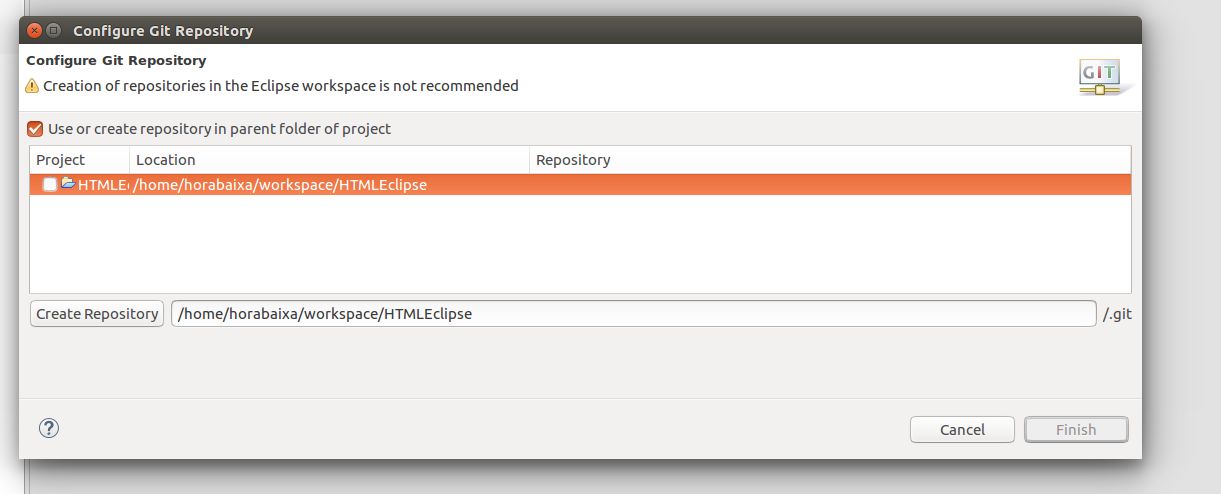 Configure Git Repository
Configure Git Repository
Creation of repositories in the Eclipse workspace is not recommended
GIT
Use or create repository in parent folder of project
Project Location Repository
HTMLE /home/horabaixa/workspace/HTMLEclipse
Create Repository /home/horabaixa/workspace/HTMLEclipse /.git
? Cancel Finish